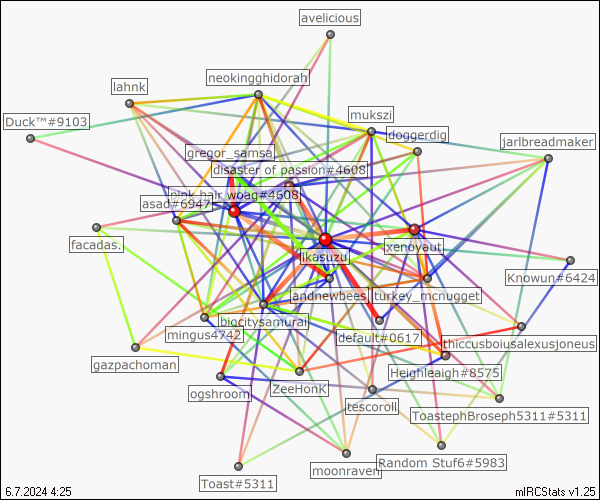 avelicious
neokingghidorah
lahnk
mukszi
Duck™#9103
doggerdig
jarlbreadmaker
gregor_samsa
disaster of passion#4608
pink hair woag#4608
asad#6947
facadas.
xenoyaut
likasuzu
Knowun#6424
andnewbees
turkey_mcnugget
bigcitysamurai
mingus4742
default#0617
thiccusboiusalexusjoneus
gazpachoman
Heighleaigh#8575
ogshroom
ZeeHonK
tescoroll
ToastephBroseph5311#5311
Random Stuf6#5983
moonraven
Toast#5311
6.7.2024 4:25
mIRCStats v1.25